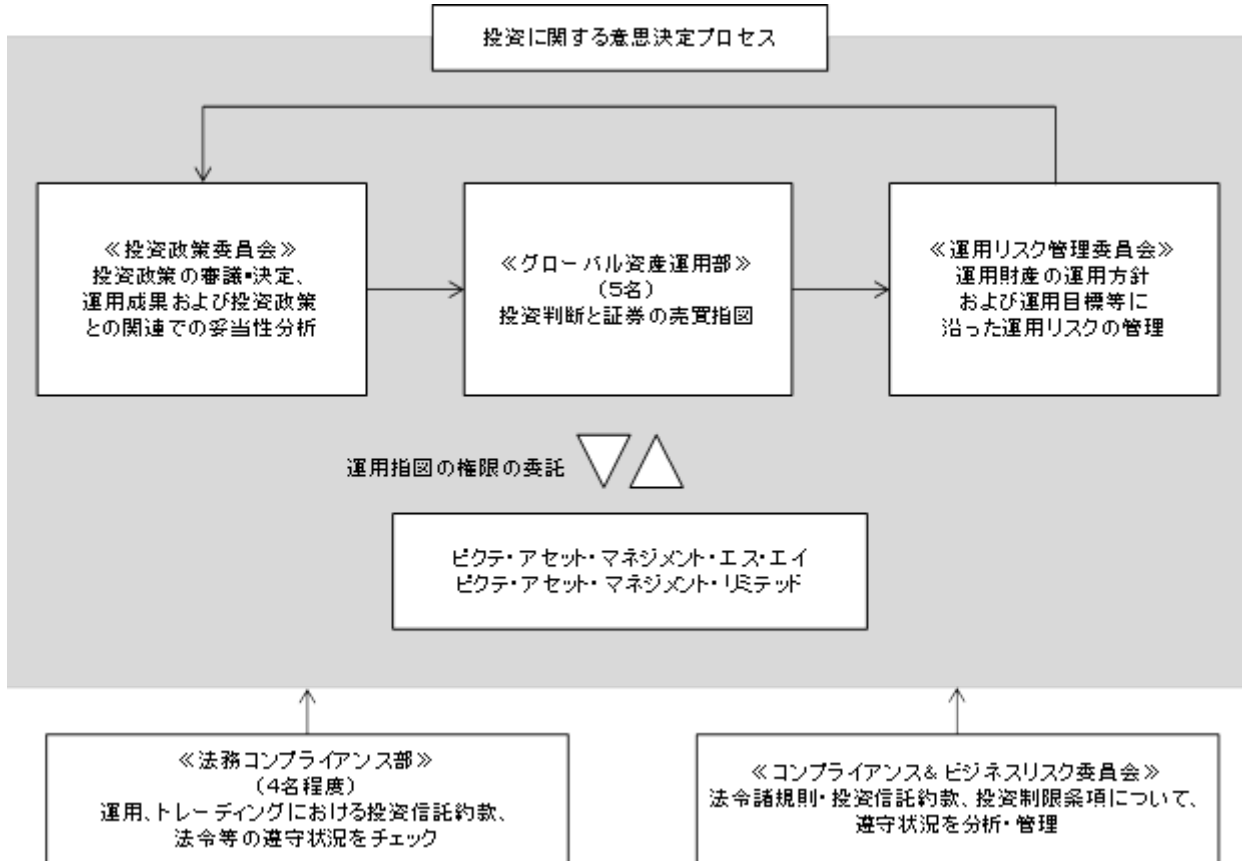 投資に関する意思決定プロセス
≪投資政策委員会≫
投資政策の審議・決定、
運用成果および投資政策
との関連での妥当性分析
≪グローバル資産運用部≫
(5名)
投資判断と証券の売買指図
≪運用リスク管理委員会≫
運用財産の運用方針
および運用目標等に
沿った運用リスクの管理
運用指図の権限の委託
ピクテ・アセット・マネジメント・エス・エイ
ピクテ・アセット・マネジメント・リミテッド
≪法務コンプライアンス部≫
(4名程度)
運用、トレーディングにおける投資信託約款、
法令等の遵守状況をチェック
≪コンプライアンス&ビジネスリスク委員会≫
法令諸規則・投資信託約款、投資制限条項について、
遵守状況を分析・管理